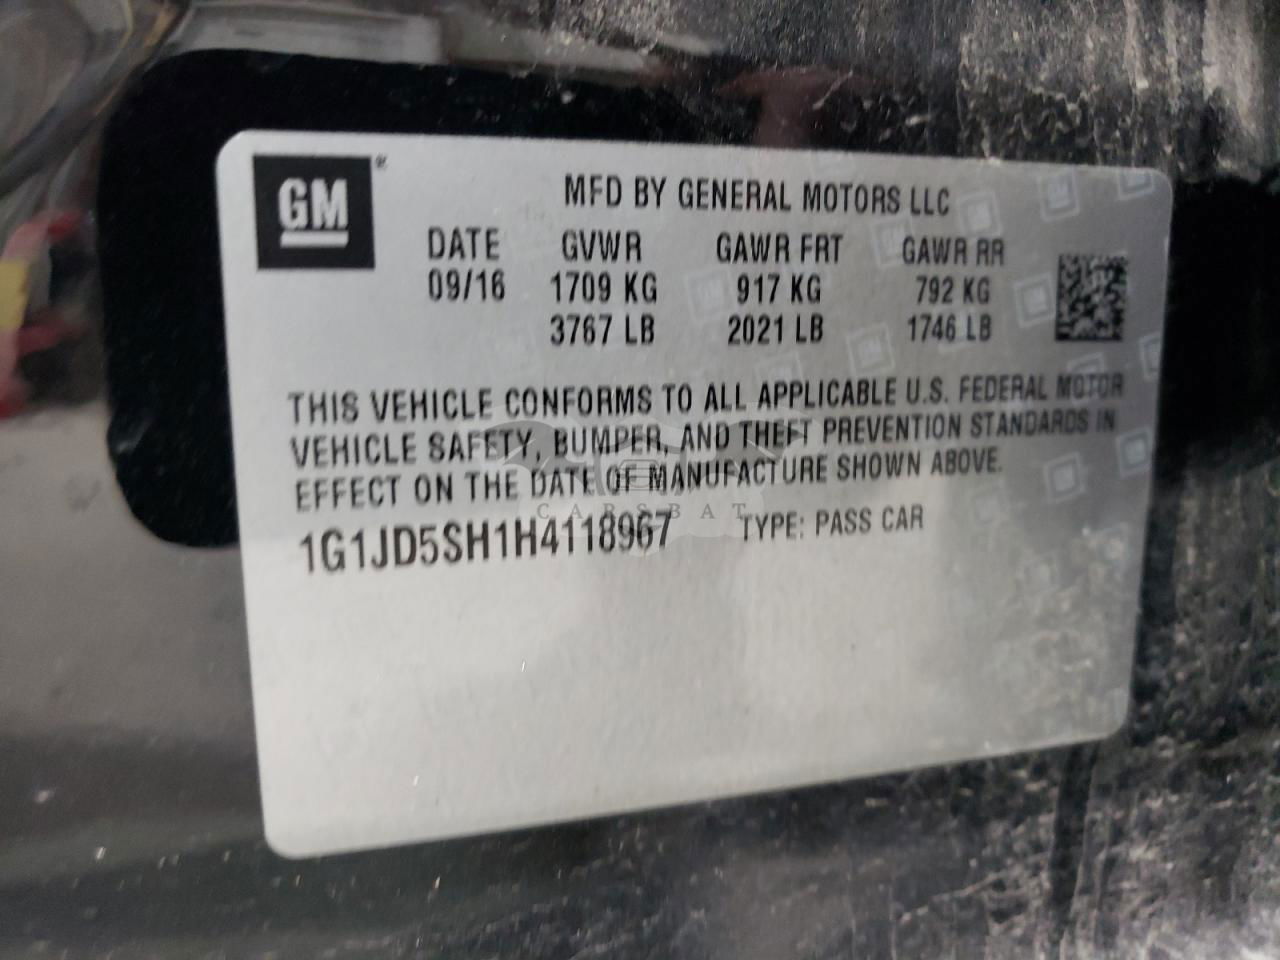 GM ®
MFD BY GENERAL MOTORS LLC
DATE GVWR GAWR FRT GAWR RR
09/16 1709 KG 917 KG 792 KG
3767 LB 2021 LB 1746 LB
THIS VEHICLE CONFORMS TO ALL APPLICABLE U.S. FEDERAL MOTOR
VEHICLE SAFETY, BUMPER, AND THEFT PREVENTION STANDARDS IN
EFFECT ON THE DATE OF MANUFACTURE SHOWN ABOVE.
CARSBAT
1G1JD5SH1H4118967 TYPE: PASS CAR